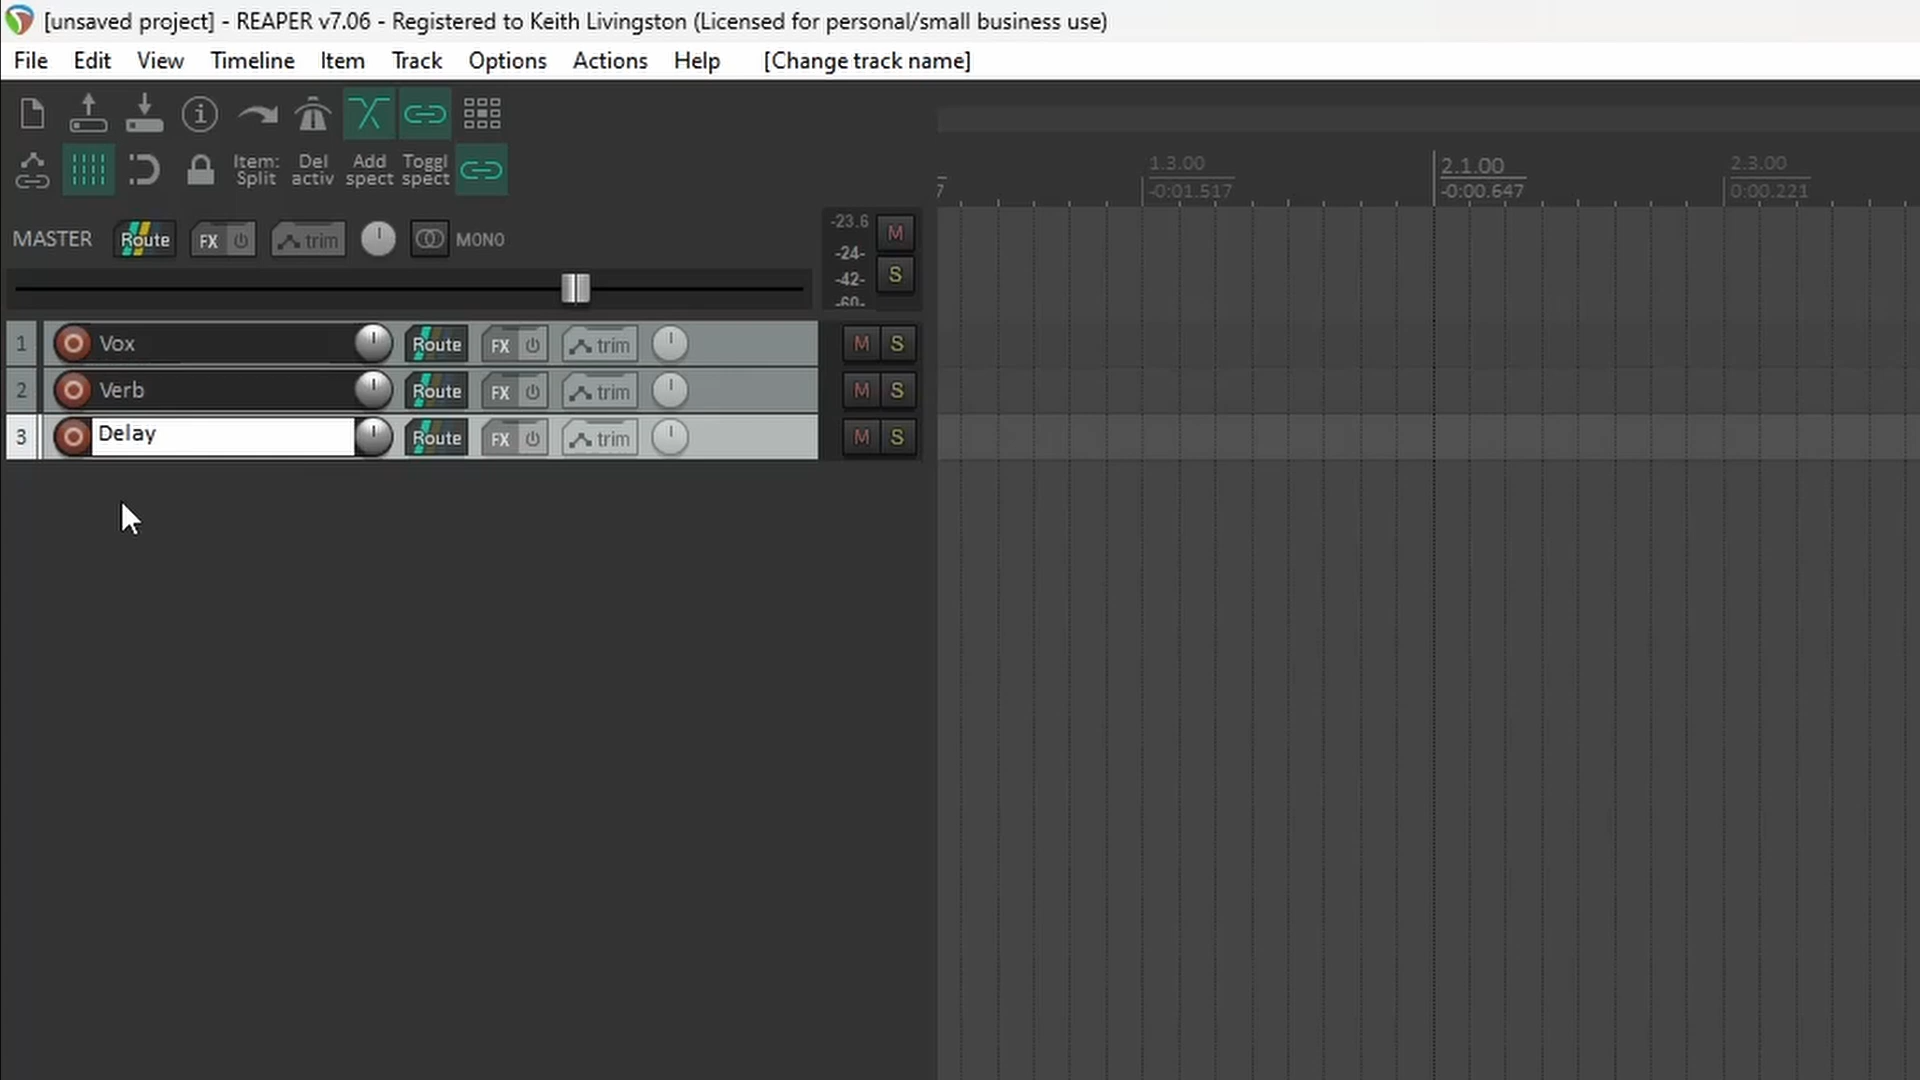 [unsaved project] - REAPER v7.06 - Registered to Keith Livingston (Licensed for personal/small business use)
File Edit View Timeline Item Track Options Actions Help [Change track name]
Item: Split Del activ Add spect Toggl spect
7 1.3.00 2.1.00 2.3.00
-0:01.517 -0:00.647 0:00.221
MASTER Route FX trim MONO -23.6 M
-24-
-42- S
-60-
1 Vox Route FX trim M S
2 Verb Route FX trim M S
3 Delay Route FX trim M S